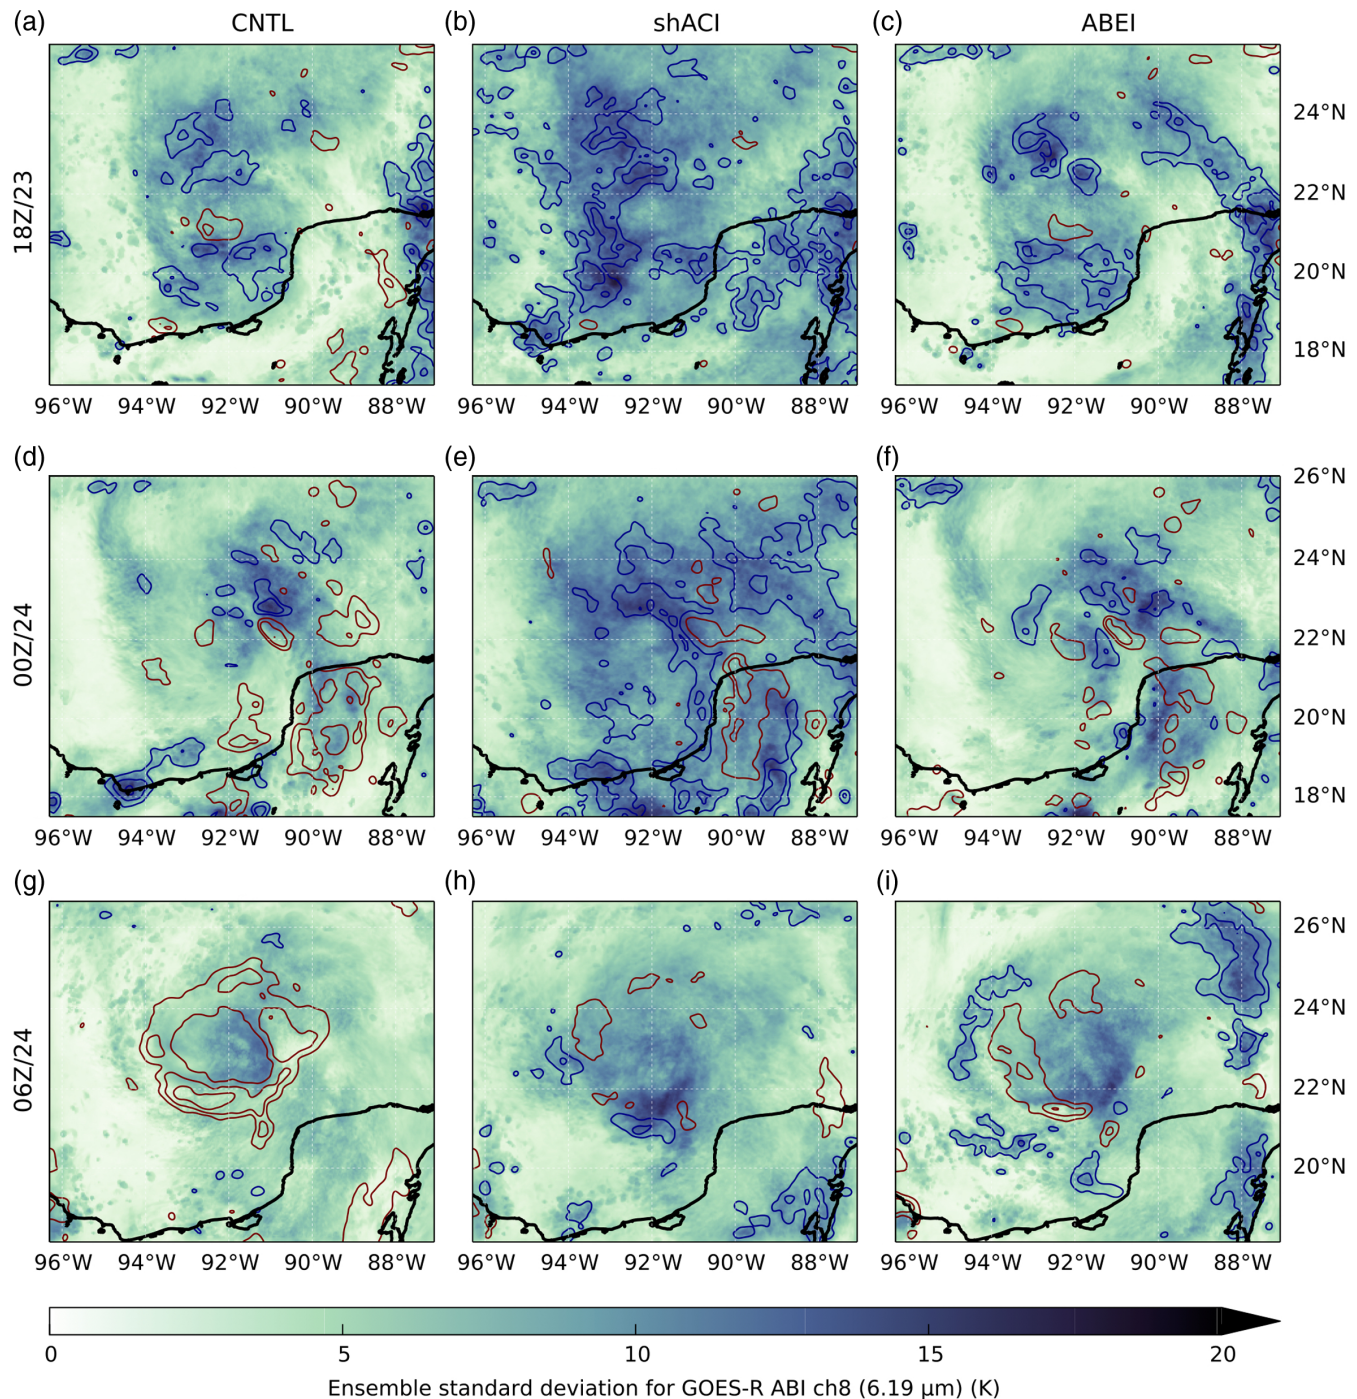 (a) CNTL (b) shACI (c) ABEI
18Z/23
24°N
22°N
20°N
18°N
96°W 94°W 92°W 90°W 88°W 96°W 94°W 92°W 90°W 88°W 96°W 94°W 92°W 90°W 88°W
(d) (e) (f)
00Z/24
26°N
24°N
22°N
20°N
18°N
96°W 94°W 92°W 90°W 88°W 96°W 94°W 92°W 90°W 88°W 96°W 94°W 92°W 90°W 88°W
(g) (h) (i)
06Z/24
26°N
24°N
22°N
20°N
96°W 94°W 92°W 90°W 88°W 96°W 94°W 92°W 90°W 88°W 96°W 94°W 92°W 90°W 88°W
0 5 10 15 20
Ensemble standard deviation for GOES-R ABI ch8 (6.19 μm) (K)